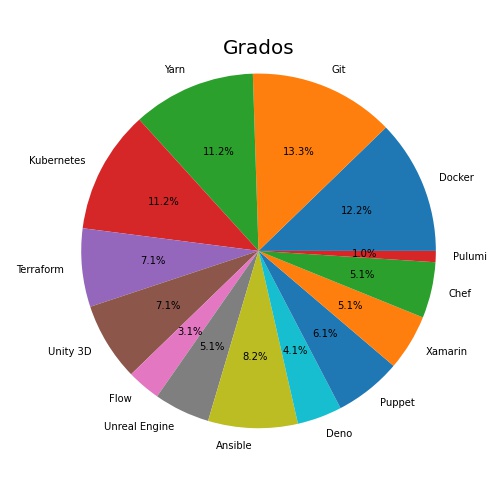 Grados
Docker
12.2%
Git
13.3%
Yarn
11.2%
Kubernetes
11.2%
Terraform
7.1%
Unity 3D
7.1%
Flow
3.1%
Unreal Engine
5.1%
Ansible
8.2%
Deno
4.1%
Puppet
6.1%
Xamarin
5.1%
Chef
5.1%
Pulumi
1.0%